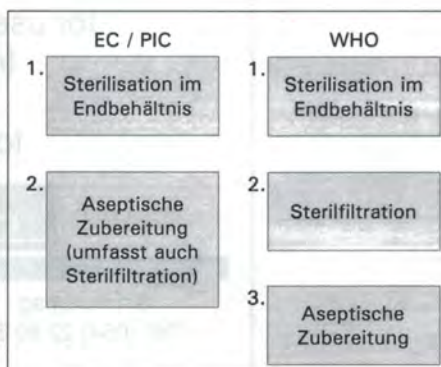 EC / PIC
1.
Sterilisation im
Endbehältnis
2.
Aseptische
Zubereitung
(umfasst auch
Sterilfiltration)
WHO
1.
Sterilisation im
Endbehältnis
2.
Sterilfiltration
3.
Aseptische
Zubereitung